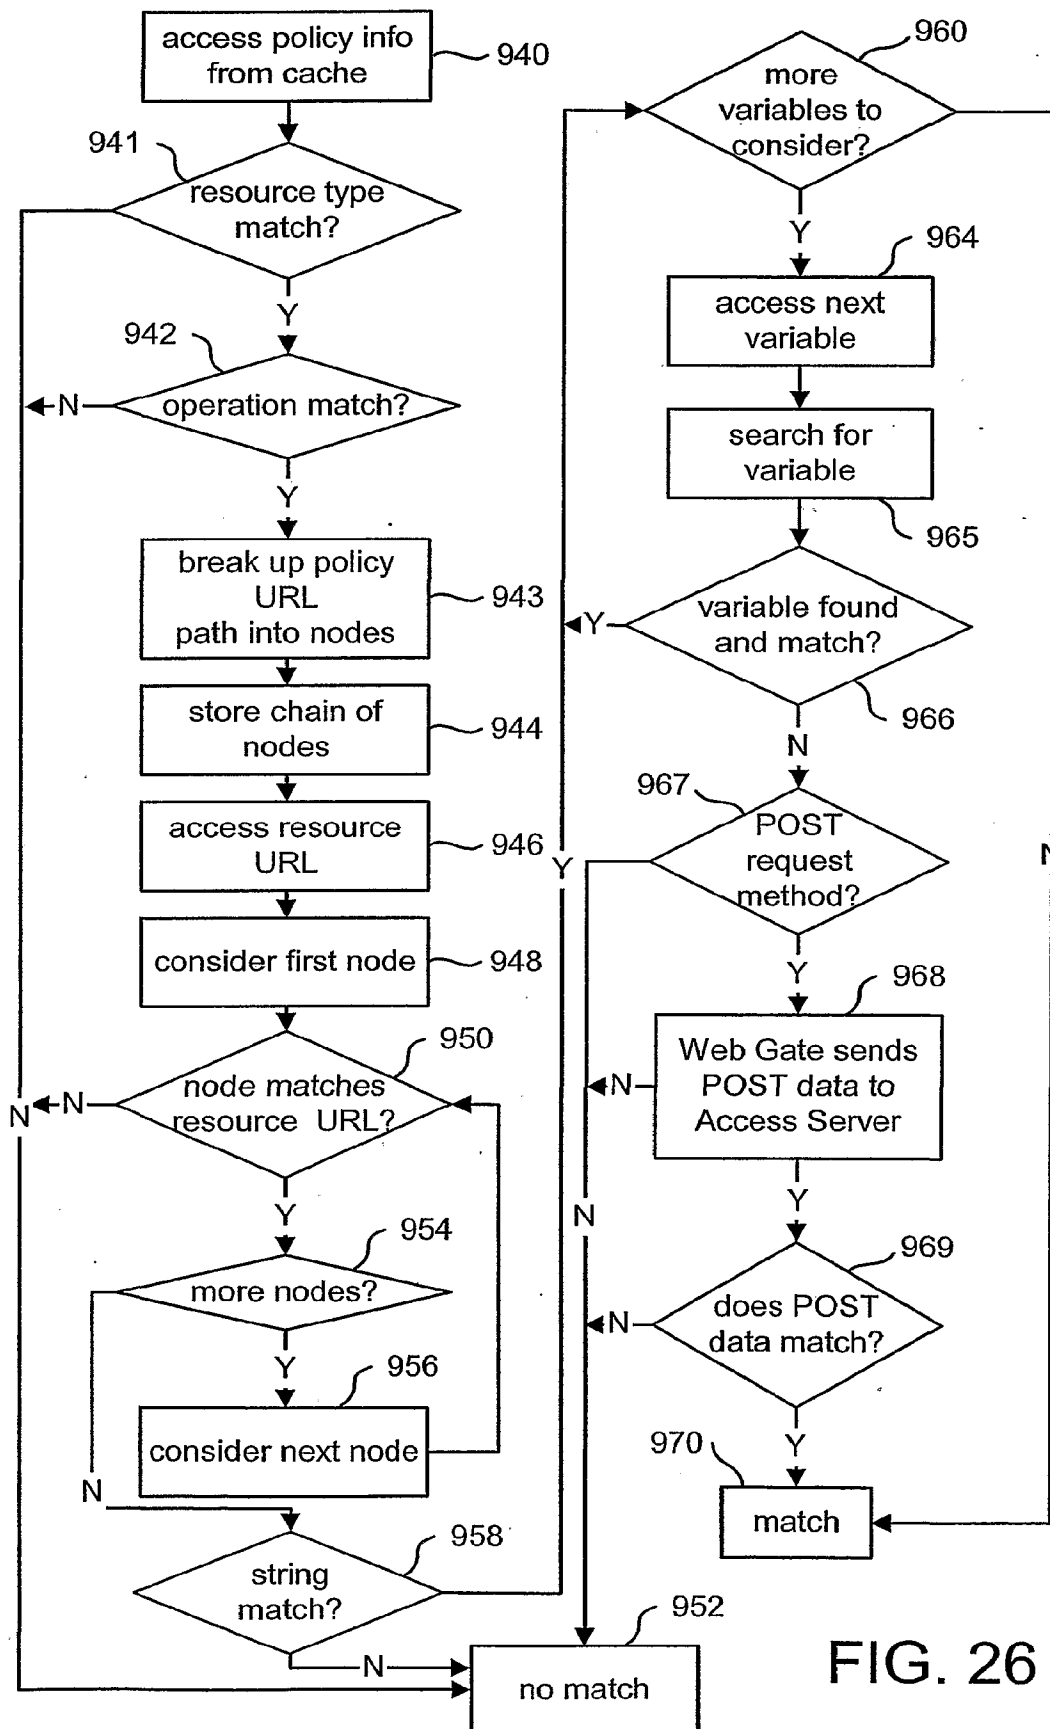 access policy info
from cache
940
941
resource type
match?
Y
942
operation match?
N
Y
break up policy
URL
path into nodes
943
store chain of
nodes
944
access resource
URL
946
consider first node
948
950
node matches
resource URL?
N
N
Y
954
more nodes?
Y
956
consider next node
N
958
string
match?
N
Y
960
more
variables to
consider?
Y
N
964
access next
variable
search for
variable
965
variable found
and match?
Y
966
N
967
POST
request
method?
Y
968
Web Gate sends
POST data to
Access Server
N
Y
N
969
does POST
data match?
N
Y
970
match
952
no match
FIG. 26